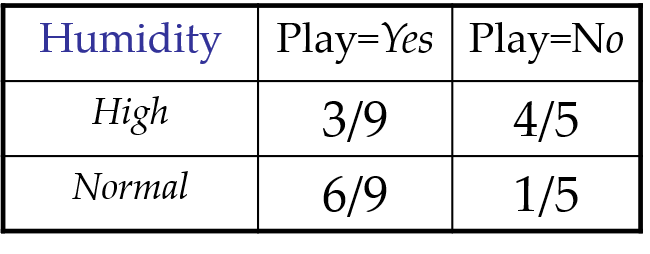 Humidity Play=Yes Play=No
High 3/9 4/5
Normal 6/9 1/5